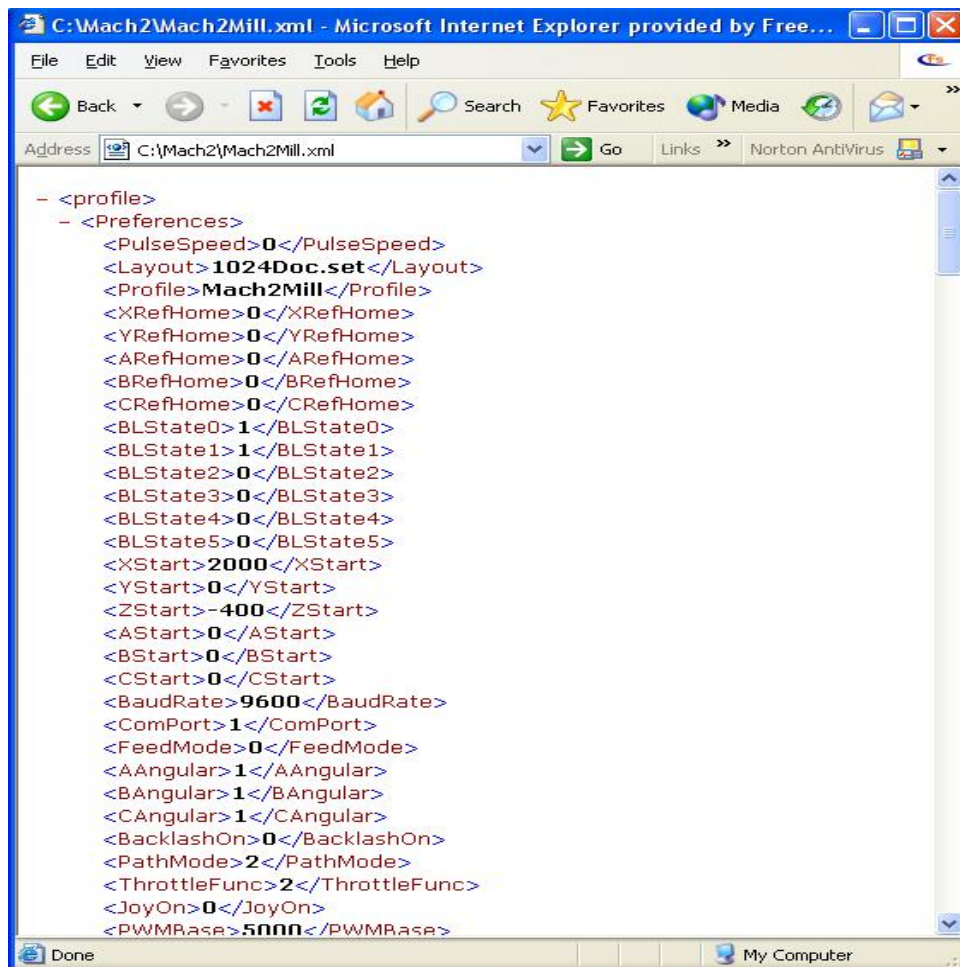 C:\Mach2\Mach2Mill.xml - Microsoft Internet Explorer provided by Free...
File Edit View Favorites Tools Help
Back Search Favorites Media
Address C:\Mach2\Mach2Mill.xml Go Links Norton AntiVirus
- <profile>
- <Preferences>
<PulseSpeed>0</PulseSpeed>
<Layout>1024Doc.set</Layout>
<Profile>Mach2Mill</Profile>
<XRefHome>0</XRefHome>
<YRefHome>0</YRefHome>
<ARefHome>0</ARefHome>
<BRefHome>0</BRefHome>
<CRefHome>0</CRefHome>
<BLState0>1</BLState0>
<BLState1>1</BLState1>
<BLState2>0</BLState2>
<BLState3>0</BLState3>
<BLState4>0</BLState4>
<BLState5>0</BLState5>
<XStart>2000</XStart>
<YStart>0</YStart>
<ZStart>-400</ZStart>
<AStart>0</AStart>
<BStart>0</BStart>
<CStart>0</CStart>
<BaudRate>9600</BaudRate>
<ComPort>1</ComPort>
<FeedMode>0</FeedMode>
<AAngular>1</AAngular>
<BAngular>1</BAngular>
<CAngular>1</CAngular>
<BacklashOn>0</BacklashOn>
<PathMode>2</PathMode>
<ThrottleFunc>2</ThrottleFunc>
<JoyOn>0</JoyOn>
<PWMBase>5000</PWMBase>
Done My Computer